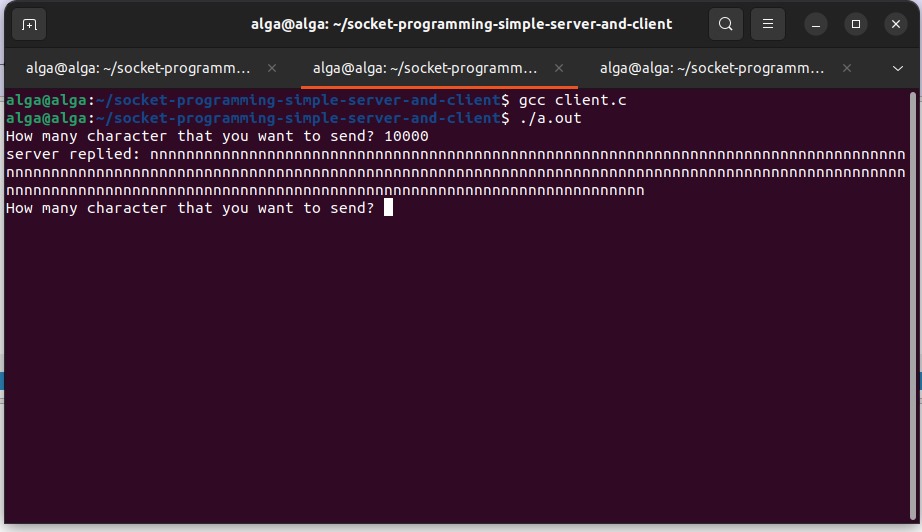 alga@alga: ~/socket-programming-simple-server-and-client
alga@alga: ~/socket-programm...
alga@alga: ~/socket-programm...
alga@alga: ~/socket-programm...
alga@alga:~/socket-programming-simple-server-and-client$ gcc client.c
alga@alga:~/socket-programming-simple-server-and-client$ ./a.out
How many character that you want to send? 10000
server replied: nnnnnnnnnnnnnnnnnnnnnnnnnnnnnnnnnnnnnnnnnnnnnnnnnnnnnnnnnnnnnnnnnnnnnnnnnnnnnnnnnnnn
nnnnnnnnnnnnnnnnnnnnnnnnnnnnnnnnnnnnnnnnnnnnnnnnnnnnnnnnnnnnnnnnnnnnnnnnnnnnnnnnnnnnnnnnnnnnnnnnnnnn
nnnnnnnnnnnnnnnnnnnnnnnnnnnnnnnnnnnnnnnnnnnnnnnnnnnnnnnnnnnnnnnnnnnnnnn
How many character that you want to send?